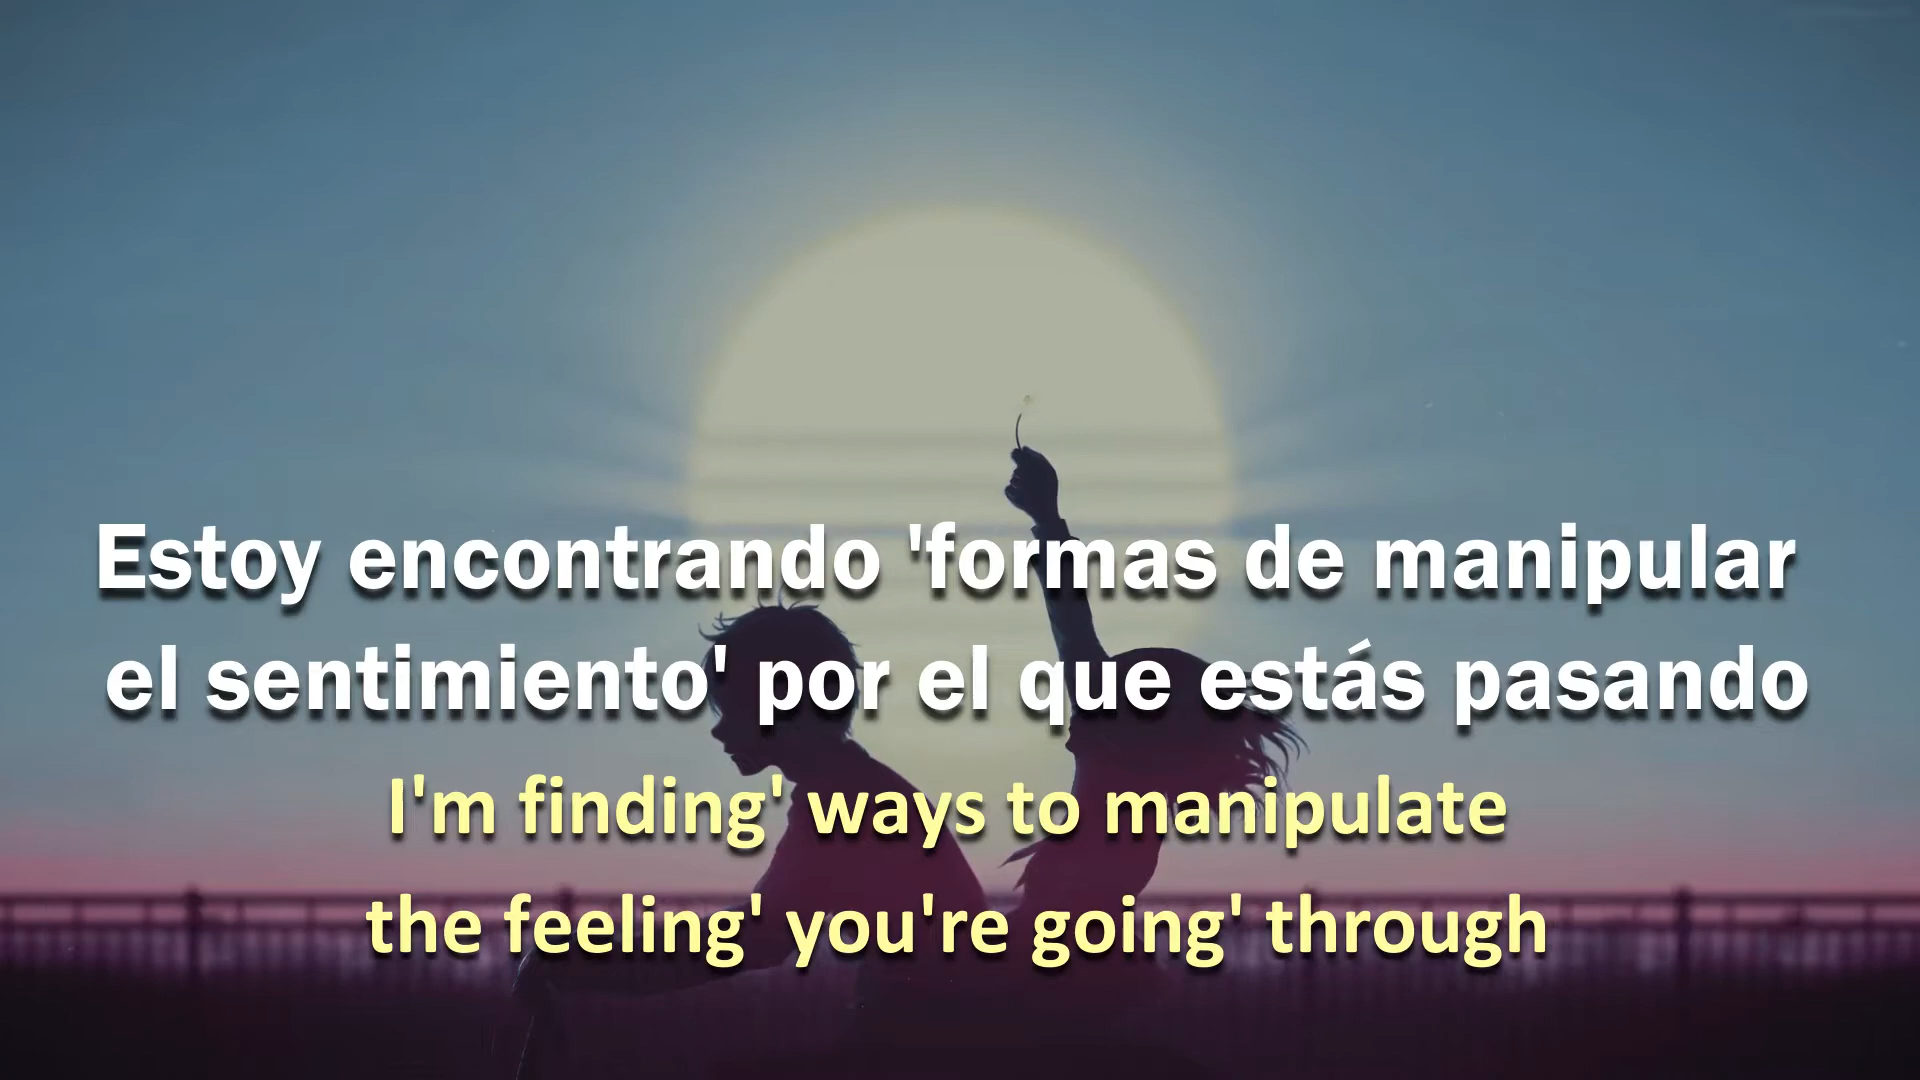 Estoy encontrando 'formas de manipular
el sentimiento' por el que estás pasando
I'm finding' ways to manipulate
the feeling' you're going' through